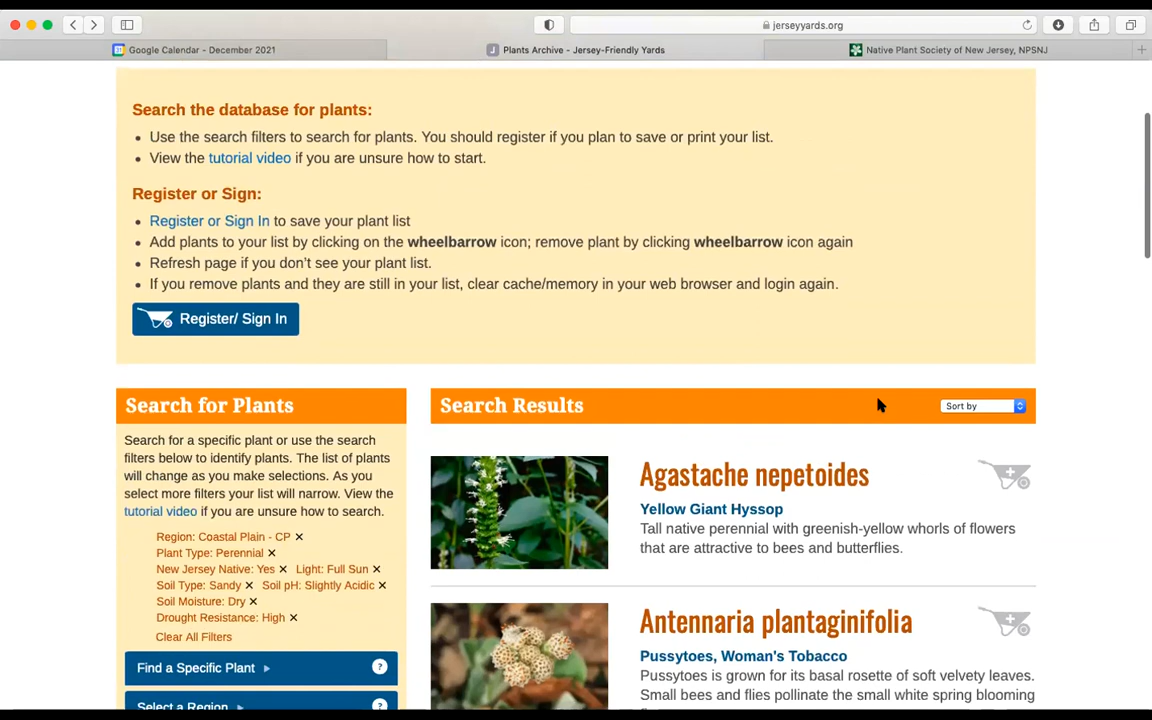 jerseyyards.org
Google Calendar - December 2021
Plants Archive - Jersey-Friendly Yards
Native Plant Society of New Jersey, NPSNJ
Search the database for plants:
• Use the search filters to search for plants. You should register if you plan to save or print your list.
• View the tutorial video if you are unsure how to start.
Register or Sign:
• Register or Sign In to save your plant list
• Add plants to your list by clicking on the wheelbarrow icon; remove plant by clicking wheelbarrow icon again
• Refresh page if you don't see your plant list.
• If you remove plants and they are still in your list, clear cache/memory in your web browser and login again.
Register/ Sign In
Search for Plants
Search for a specific plant or use the search
filters below to identify plants. The list of plants
will change as you make selections. As you
select more filters your list will narrow. View the
tutorial video if you are unsure how to search.
Region: Coastal Plain - CP ×
Plant Type: Perennial ×
New Jersey Native: Yes × Light: Full Sun ×
Soil Type: Sandy × Soil pH: Slightly Acidic ×
Soil Moisture: Dry ×
Drought Resistance: High ×
Clear All Filters
Find a Specific Plant ?
Select a Region ?
Search Results
Sort by
Agastache nepetoides
Yellow Giant Hyssop
Tall native perennial with greenish-yellow whorls of flowers
that are attractive to bees and butterflies.
Antennaria plantaginifolia
Pussytoes, Woman's Tobacco
Pussytoes is grown for its basal rosette of soft velvety leaves.
Small bees and flies pollinate the small white spring blooming